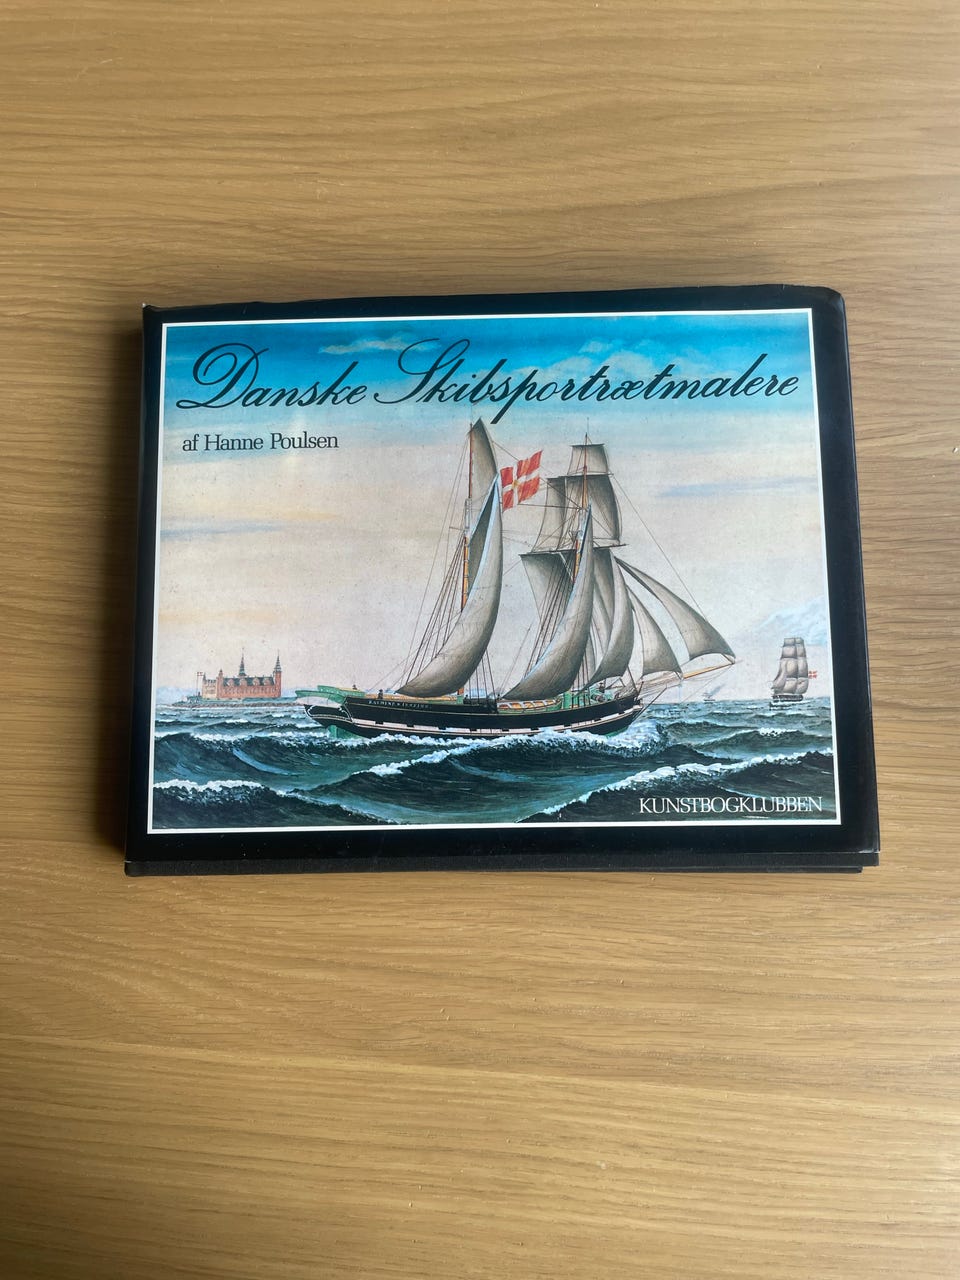 Danske Skibsportrætmalere
af Hanne Poulsen
KUNSTBOGKLUBBEN